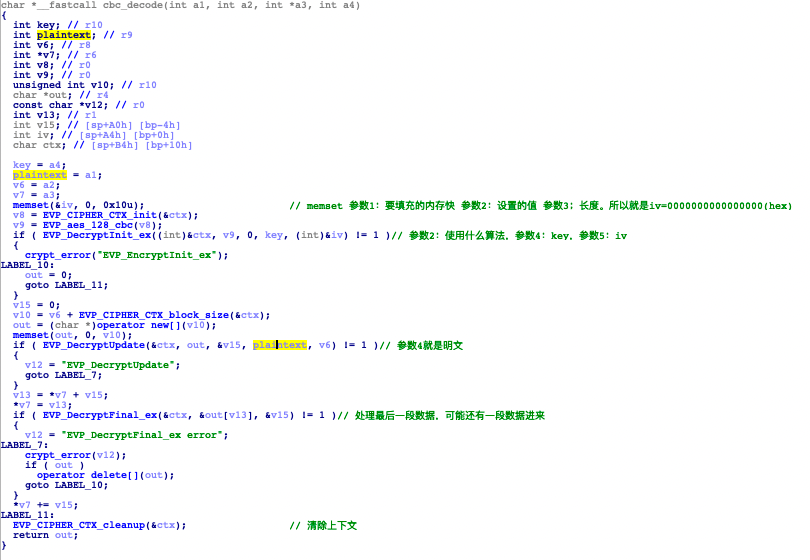 char *__fastcall cbc_decode(int a1, int a2, int *a3, int a4)
{
  int key; // r10
  int plaintext; // r9
  int v6; // r8
  int *v7; // r6
  int v8; // r0
  int v9; // r0
  unsigned int v10; // r10
  char *out; // r4
  const char *v12; // r0
  int v13; // r1
  int v15; // [sp+A0h] [bp-4h]
  int iv; // [sp+A4h] [bp+0h]
  char ctx; // [sp+B4h] [bp+10h]

  key = a4;
  plaintext = a1;
  v6 = a2;
  v7 = a3;
  memset(&iv, 0, 0x10u);                        // memset 参数1：要填充的内存快 参数2：设置的值 参数3：长度。所以就是iv=0000000000000000(hex)
  v8 = EVP_CIPHER_CTX_init(&ctx);
  v9 = EVP_aes_128_cbc(v8);
  if ( EVP_DecryptInit_ex((int)&ctx, v9, 0, key, (int)&iv) != 1 )// 参数2：使用什么算法，参数4：key，参数5：iv
  {
    crypt_error("EVP_EncryptInit_ex");
LABEL_10:
    out = 0;
    goto LABEL_11;
  }
  v15 = 0;
  v10 = v6 + EVP_CIPHER_CTX_block_size(&ctx);
  out = (char *)operator new[](v10);
  memset(out, 0, v10);
  if ( EVP_DecryptUpdate(&ctx, out, &v15, plaintext, v6) != 1 )// 参数4就是明文
  {
    v12 = "EVP_DecryptUpdate";
    goto LABEL_7;
  }
  v13 = *v7 + v15;
  *v7 = v13;
  if ( EVP_DecryptFinal_ex(&ctx, &out[v13], &v15) != 1 )// 处理最后一段数据，可能还有一段数据进来
  {
    v12 = "EVP_DecryptFinal_ex error";
LABEL_7:
    crypt_error(v12);
    if ( out )
      operator delete[](out);
    goto LABEL_10;
  }
  *v7 += v15;
LABEL_11:
  EVP_CIPHER_CTX_cleanup(&ctx);                 // 清除上下文
  return out;
}